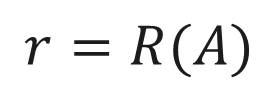 r = R(A)